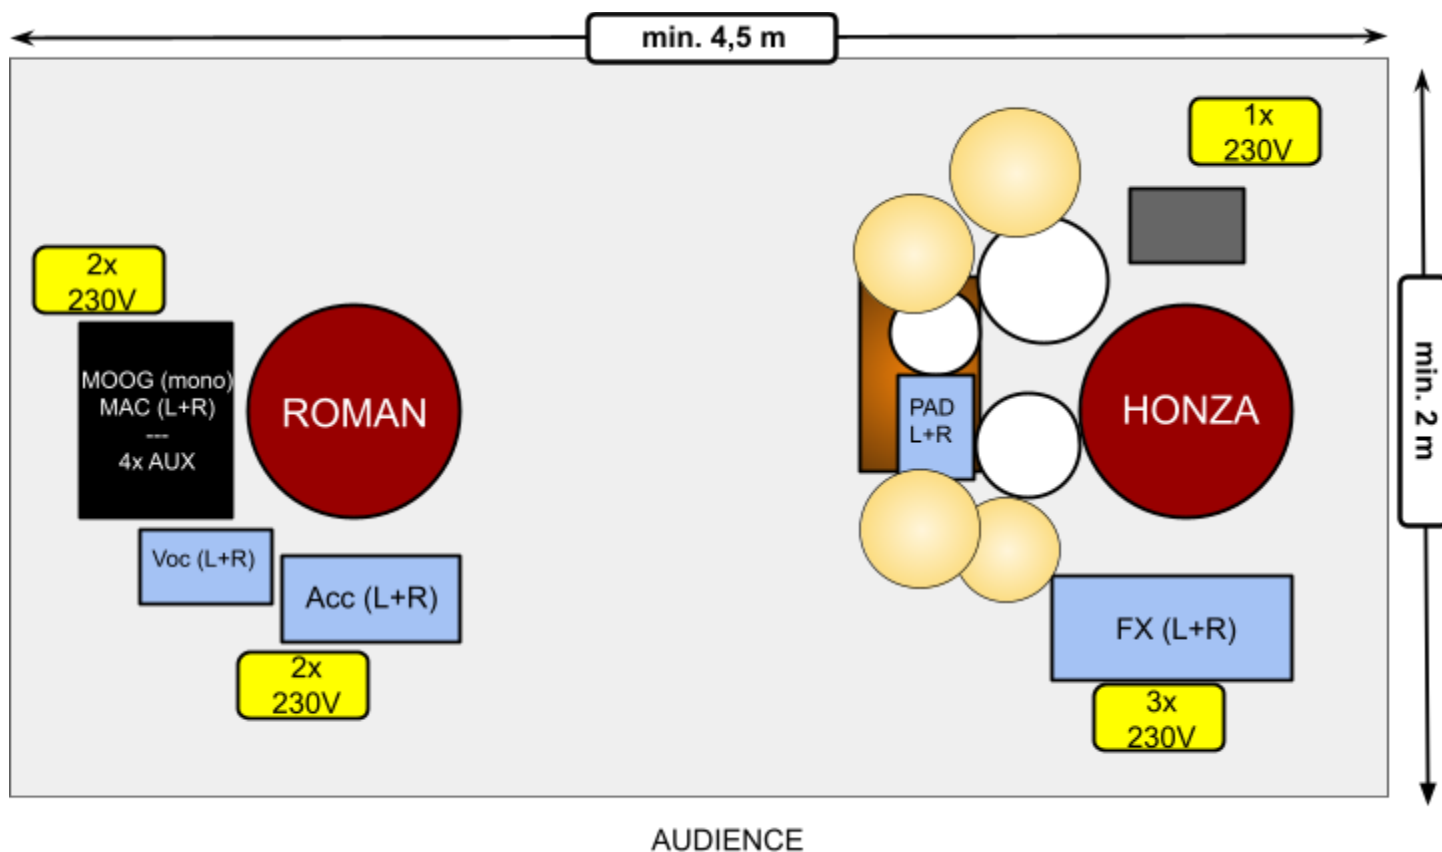 min. 4,5 m
1x
230V
2x
230V
MOOG (mono)
MAC (L+R)
---
4x AUX
ROMAN
PAD
L+R
HONZA
min. 2 m
Voc (L+R)
Acc (L+R)
FX (L+R)
2x
230V
3x
230V
AUDIENCE